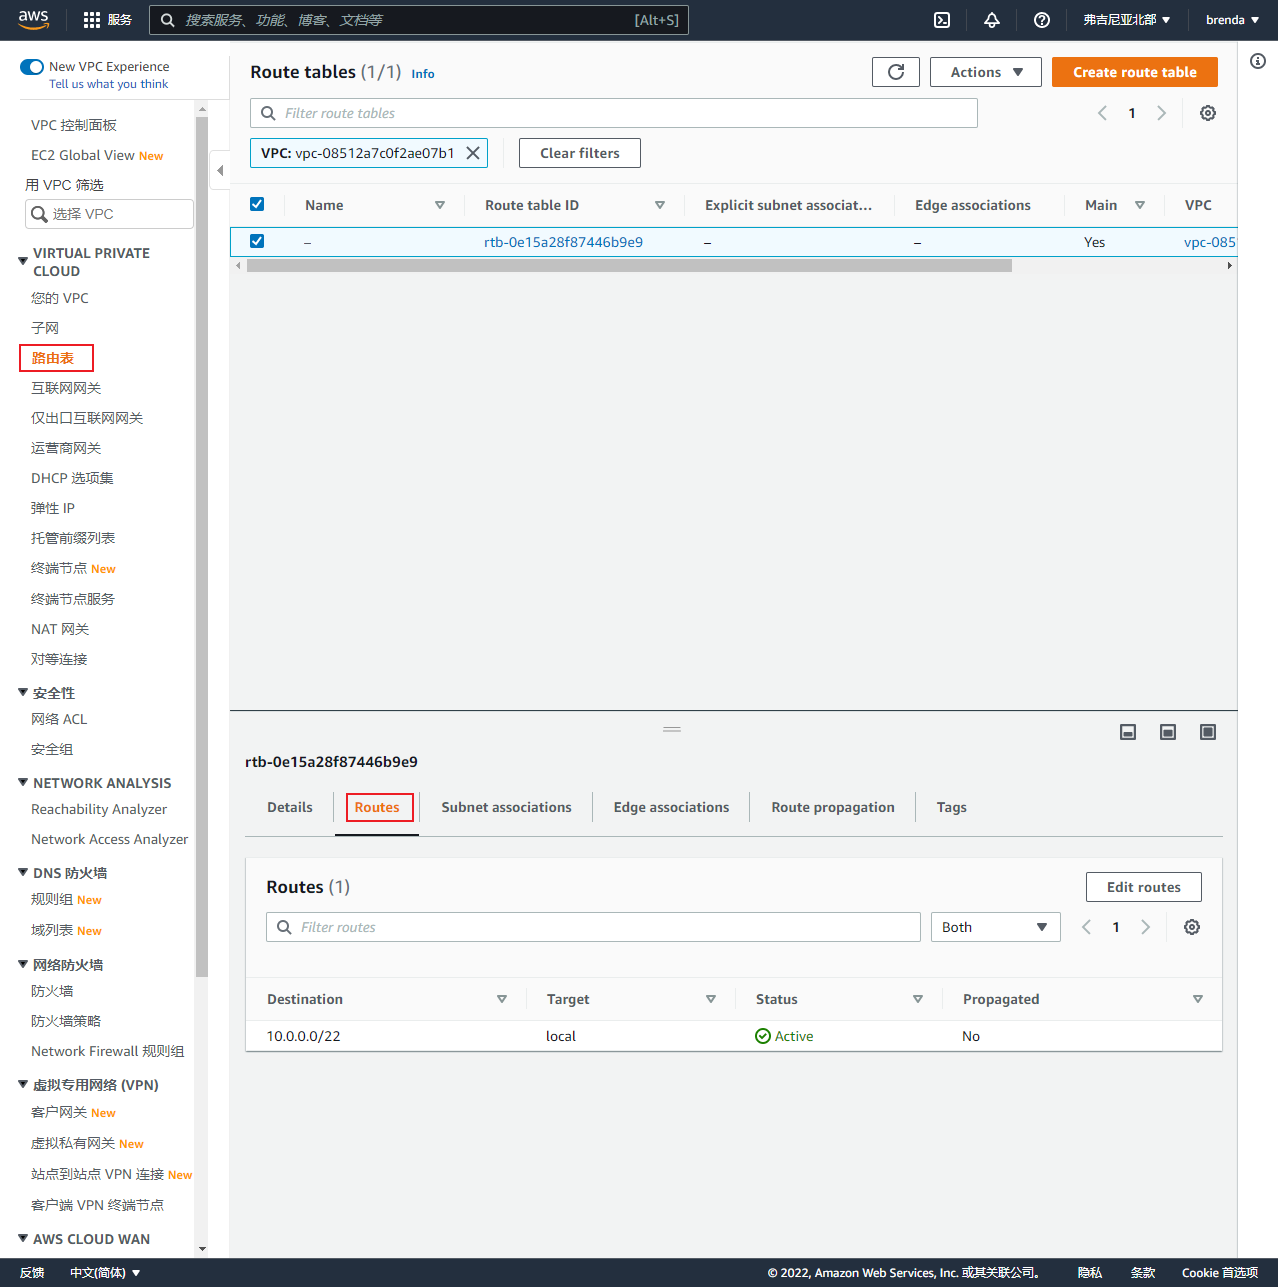 aws
服务
搜索服务、功能、博客、文档等
[Alt+S]
弗吉尼亚北部
brenda
New VPC Experience
Tell us what you think
VPC 控制面板
EC2 Global View New
用 VPC 筛选
选择 VPC
VIRTUAL PRIVATE
CLOUD
您的 VPC
子网
路由表
互联网网关
仅出口互联网网关
运营商网关
DHCP 选项集
弹性 IP
托管前缀列表
终端节点 New
终端节点服务
NAT 网关
对等连接
安全性
网络 ACL
安全组
NETWORK ANALYSIS
Reachability Analyzer
Network Access Analyzer
DNS 防火墙
规则组 New
域列表 New
网络防火墙
防火墙
防火墙策略
Network Firewall 规则组
虚拟专用网络 (VPN)
客户网关 New
虚拟私有网关 New
站点到站点 VPN 连接 New
客户端 VPN 终端节点
AWS CLOUD WAN
Route tables (1/1) Info
Actions
Create route table
Filter route tables
1
VPC: vpc-08512a7c0f2ae07b1
Clear filters
Name Route table ID Explicit subnet associat... Edge associations Main VPC
– rtb-0e15a28f87446b9e9 – – Yes vpc-085
rtb-0e15a28f87446b9e9
Details Routes Subnet associations Edge associations Route propagation Tags
Routes (1)
Edit routes
Filter routes
Both
1
Destination Target Status Propagated
10.0.0.0/22 local Active No
反馈 中文(简体) © 2022, Amazon Web Services, Inc. 或其关联公司。 隐私 条款 Cookie 首选项